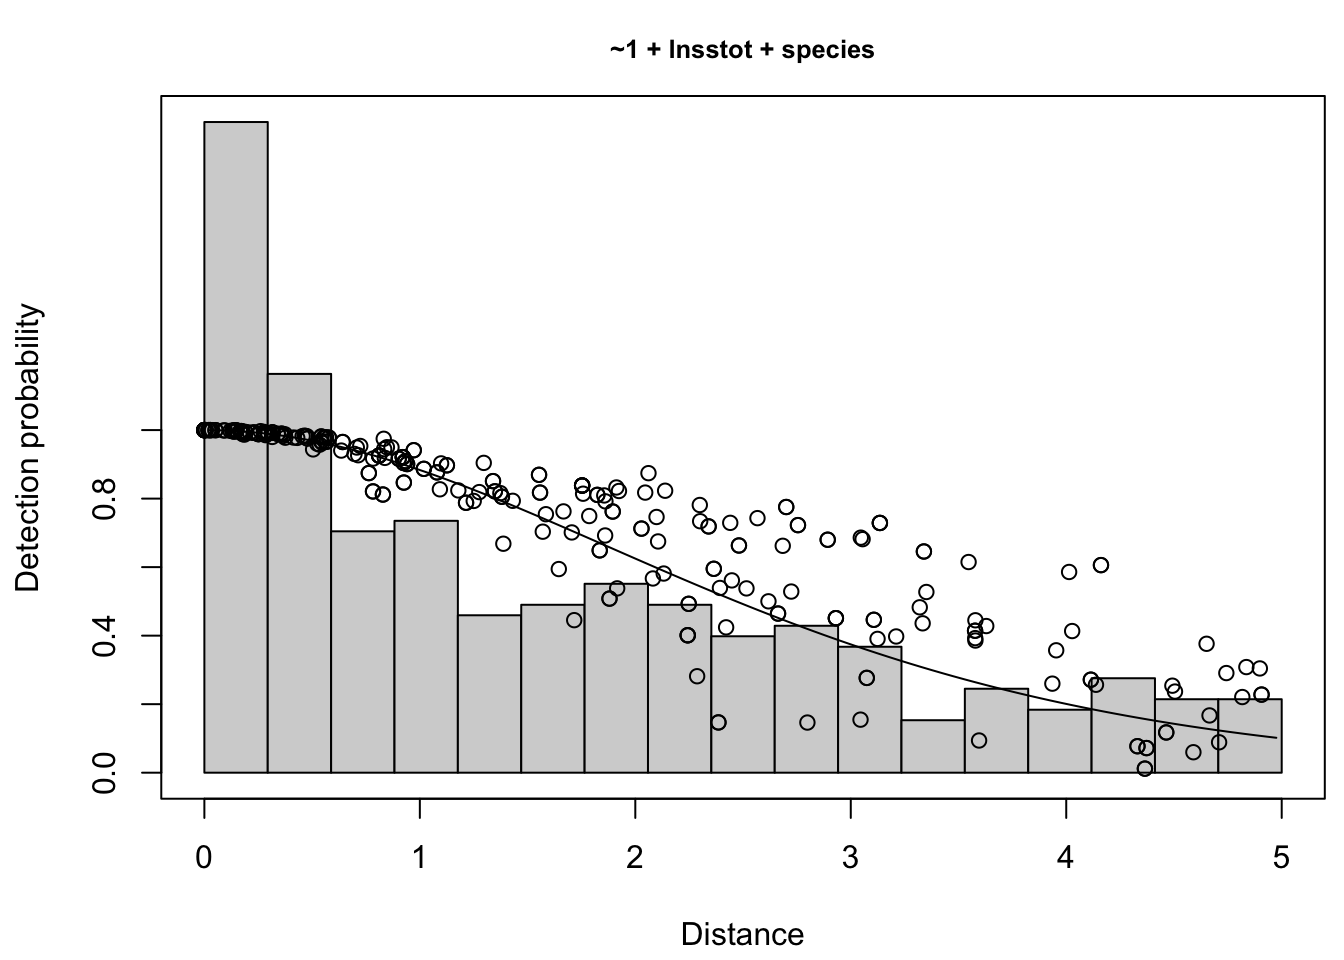 ~1 + lnsstot + species
Detection probability
0.8
0.4
0.0
0 1 2 3 4 5
Distance